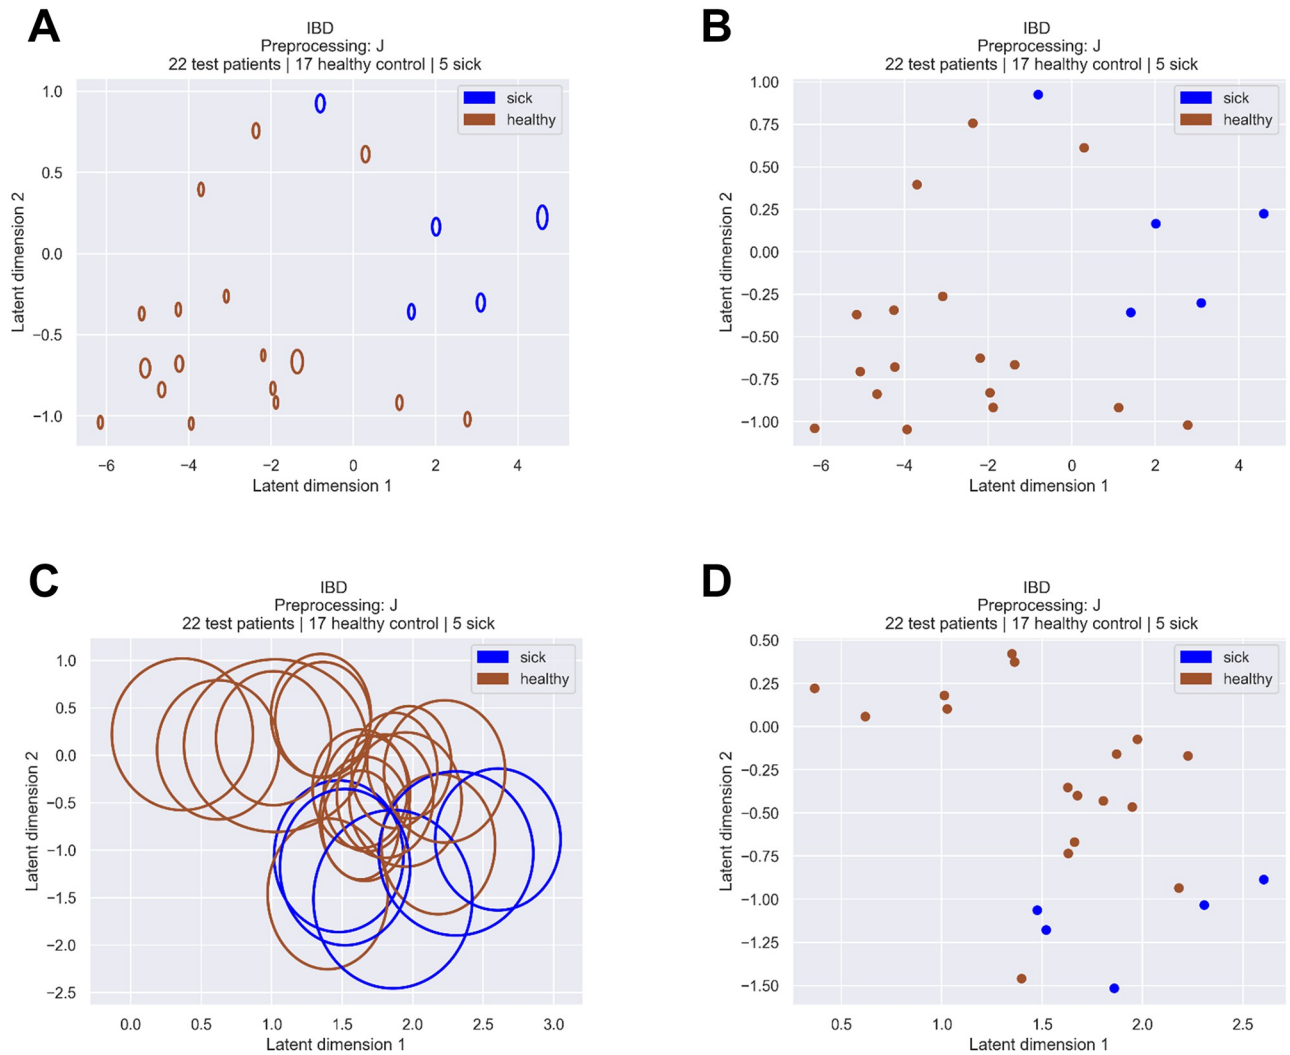 A
IBD
Preprocessing: J
22 test patients | 17 healthy control | 5 sick
sick
healthy
1.0
0.5
0.0
−0.5
−1.0
Latent dimension 2
−6 −4 −2 0 2 4
Latent dimension 1
B
IBD
Preprocessing: J
22 test patients | 17 healthy control | 5 sick
sick
healthy
1.00
0.75
0.50
0.25
0.00
−0.25
−0.50
−0.75
−1.00
Latent dimension 2
−6 −4 −2 0 2 4
Latent dimension 1
C
IBD
Preprocessing: J
22 test patients | 17 healthy control | 5 sick
sick
healthy
1.0
0.5
0.0
−0.5
−1.0
−1.5
−2.0
−2.5
Latent dimension 2
0.0 0.5 1.0 1.5 2.0 2.5 3.0
Latent dimension 1
D
IBD
Preprocessing: J
22 test patients | 17 healthy control | 5 sick
sick
healthy
0.50
0.25
0.00
−0.25
−0.50
−0.75
−1.00
−1.25
−1.50
Latent dimension 2
0.5 1.0 1.5 2.0 2.5
Latent dimension 1